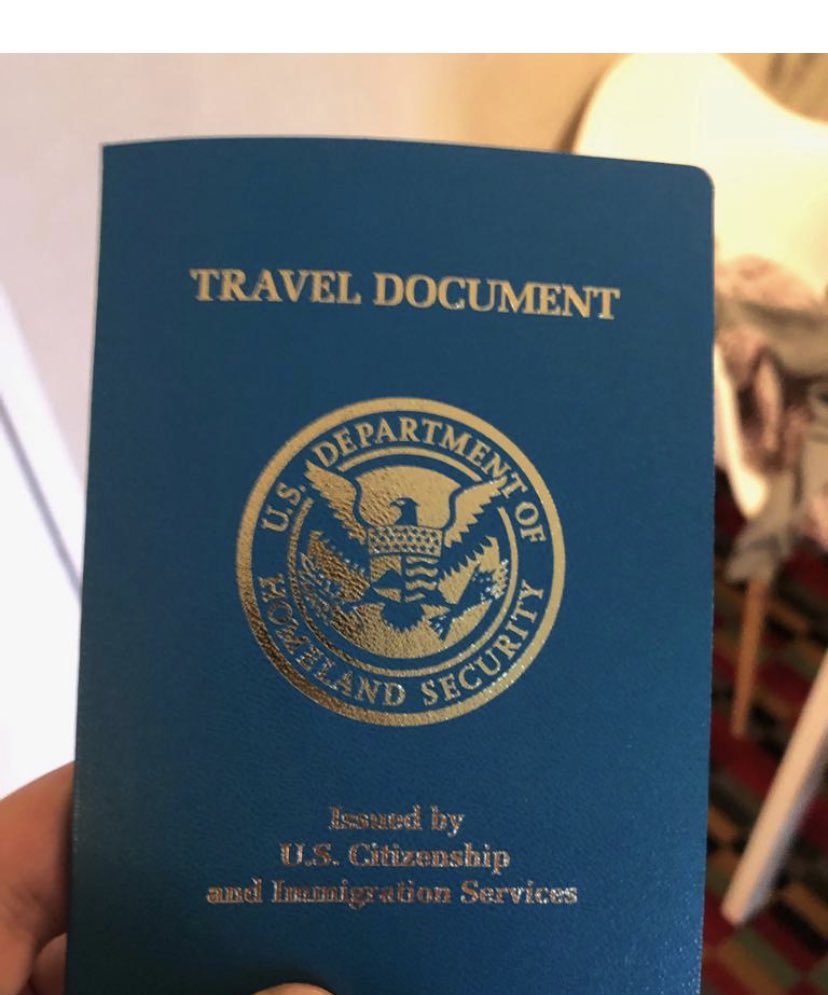 TRAVEL DOCUMENT
U.S. DEPARTMENT OF
HOMELAND SECURITY
Issued by
U.S. Citizenship
and Immigration Services